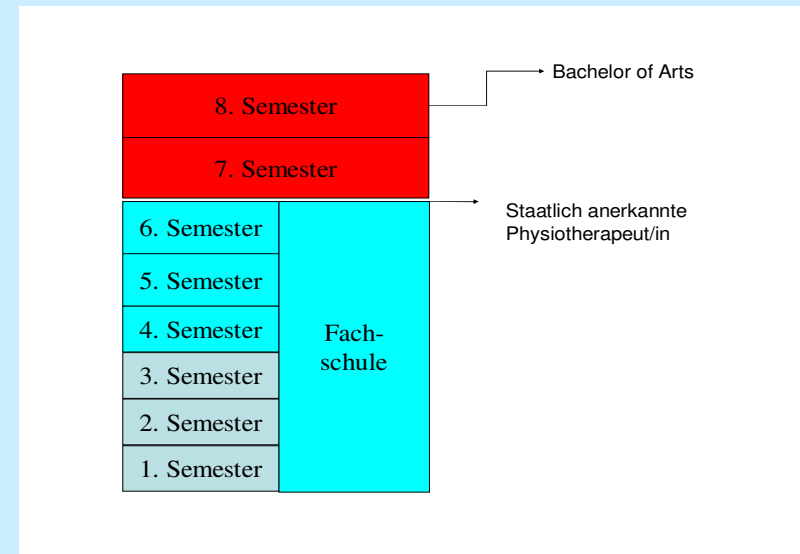 Bachelor of Arts
8. Semester
7. Semester
Staatlich anerkannte
Physiotherapeut/in
6. Semester
5. Semester
4. Semester
Fach-
schule
3. Semester
2. Semester
1. Semester